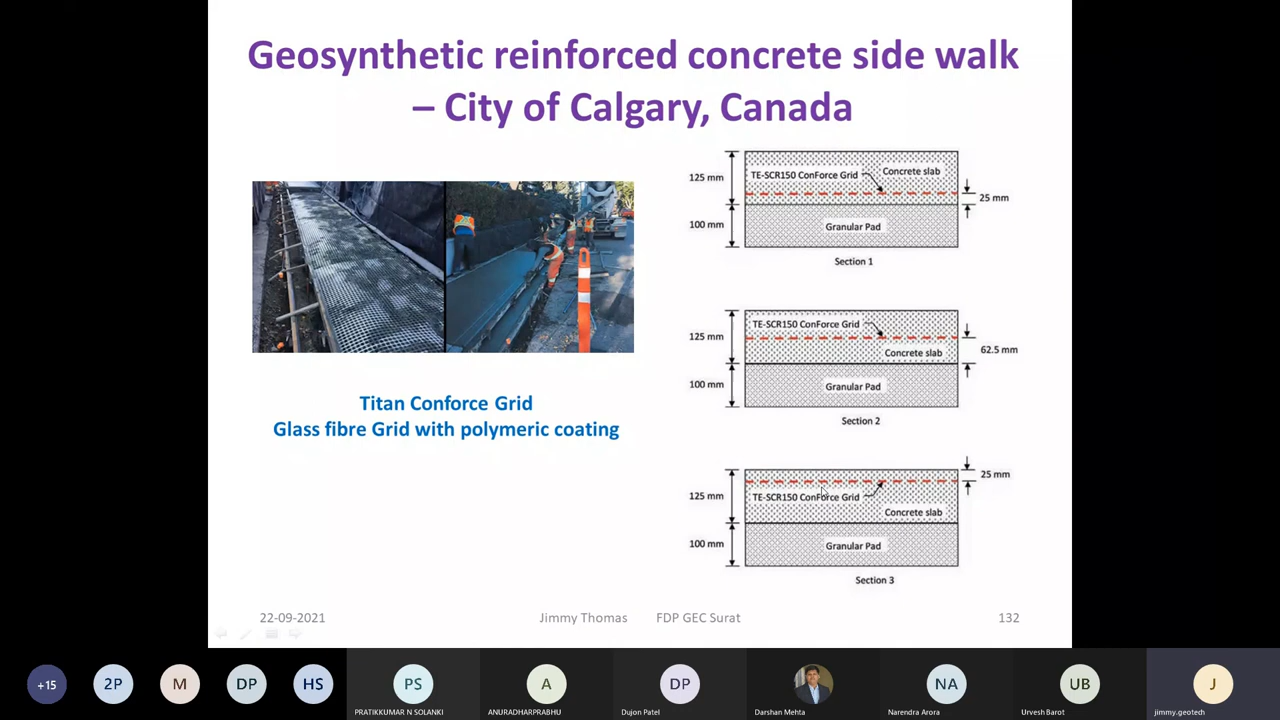 Geosynthetic reinforced concrete side walk
– City of Calgary, Canada
Titan Conforce Grid
Glass fibre Grid with polymeric coating
125 mm
TE-SCR150 ConForce Grid
Concrete slab
25 mm
100 mm
Granular Pad
Section 1
125 mm
TE-SCR150 ConForce Grid
Concrete slab
62.5 mm
100 mm
Granular Pad
Section 2
25 mm
125 mm
TE-SCR150 ConForce Grid
Concrete slab
100 mm
Granular Pad
Section 3
22-09-2021
Jimmy Thomas FDP GEC Surat
132
+15
2P
M
DP
HS
PS
PRATIKKUMAR N SOLANKI
A
ANURADHARPRABHU
DP
Dujon Patel
Darshan Mehta
NA
Narendra Arora
UB
Urvesh Barot
J
jimmy.geotech